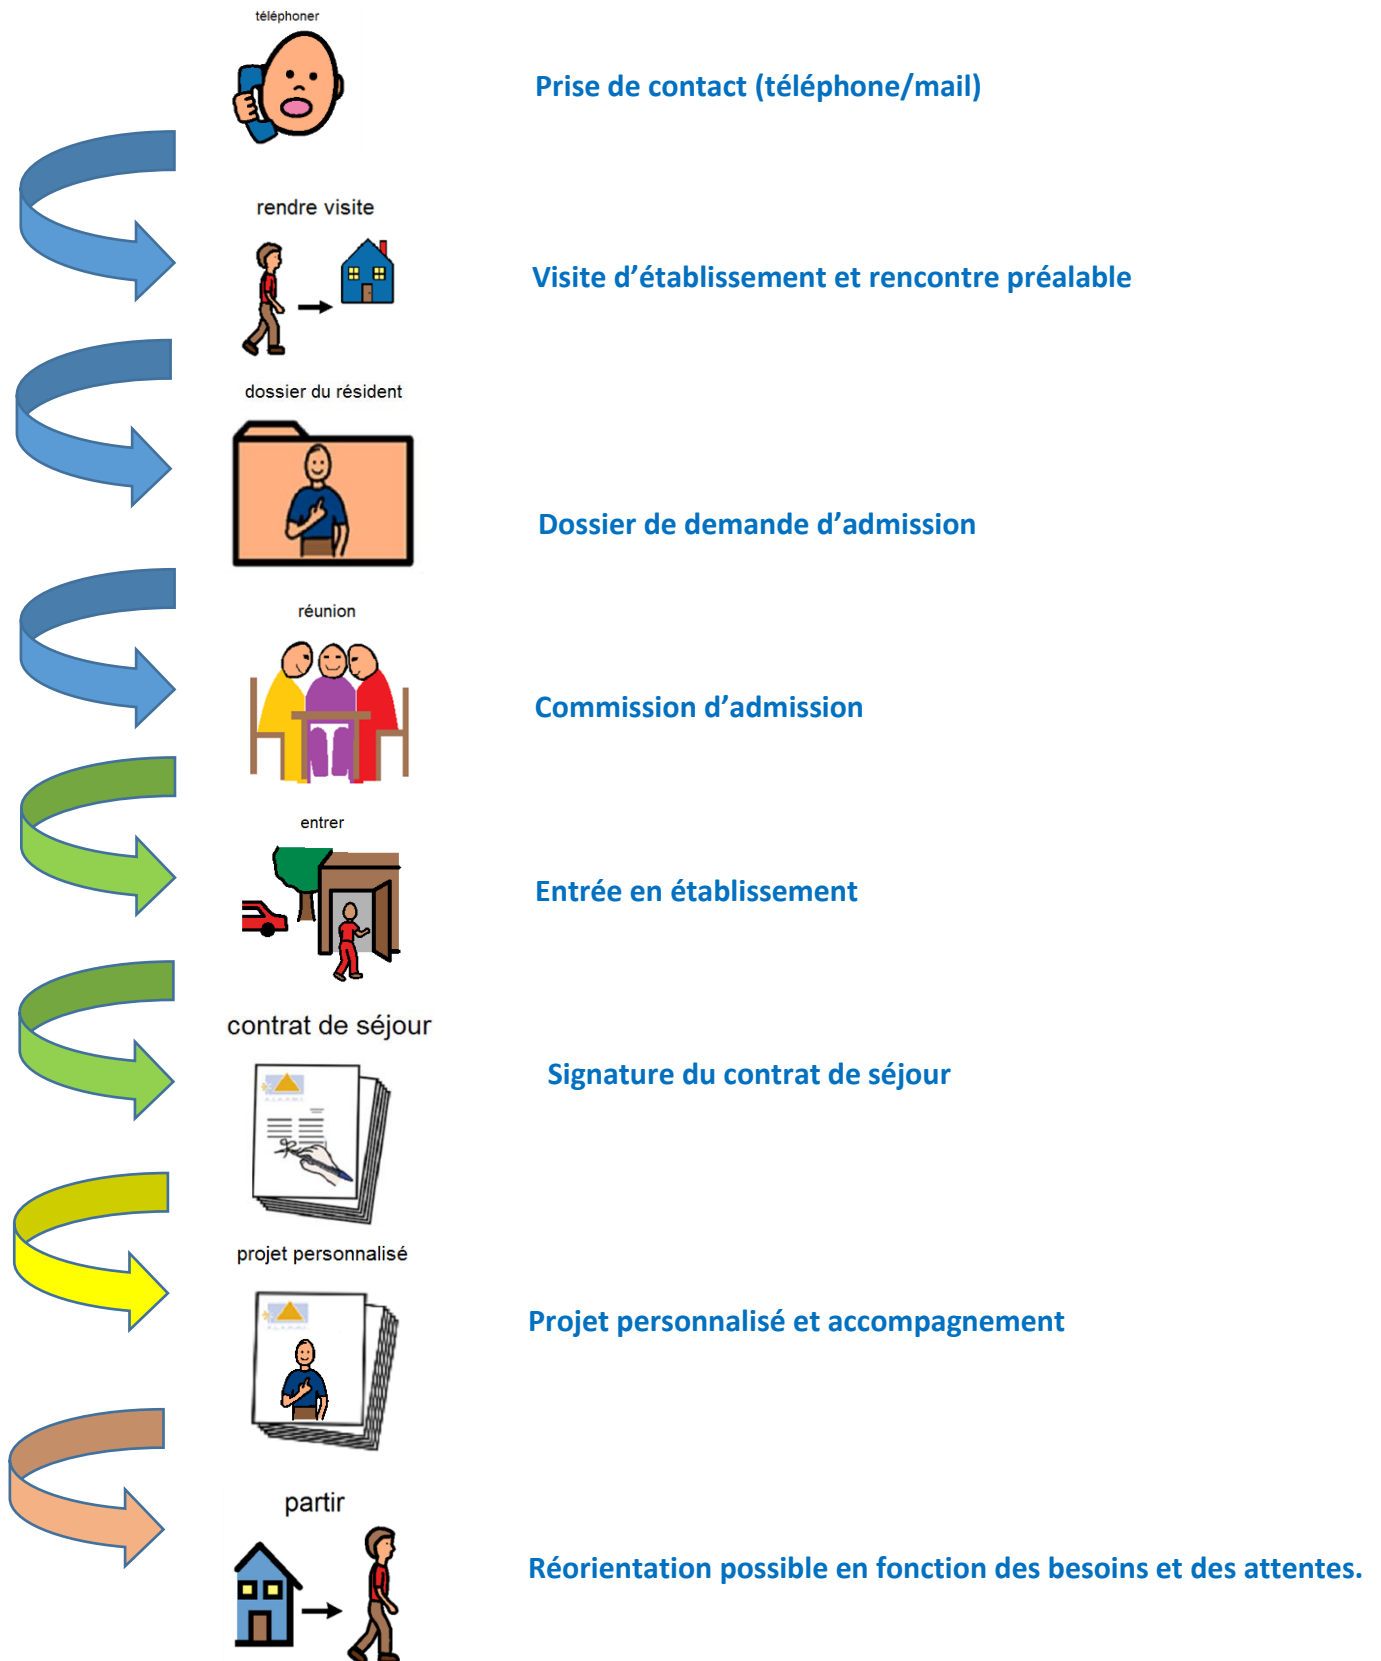 téléphoner
Prise de contact (téléphone/mail)
rendre visite
Visite d’établissement et rencontre préalable
dossier du résident
Dossier de demande d’admission
réunion
Commission d’admission
entrer
Entrée en établissement
contrat de séjour
Signature du contrat de séjour
projet personnalisé
Projet personnalisé et accompagnement
partir
Réorientation possible en fonction des besoins et des attentes.